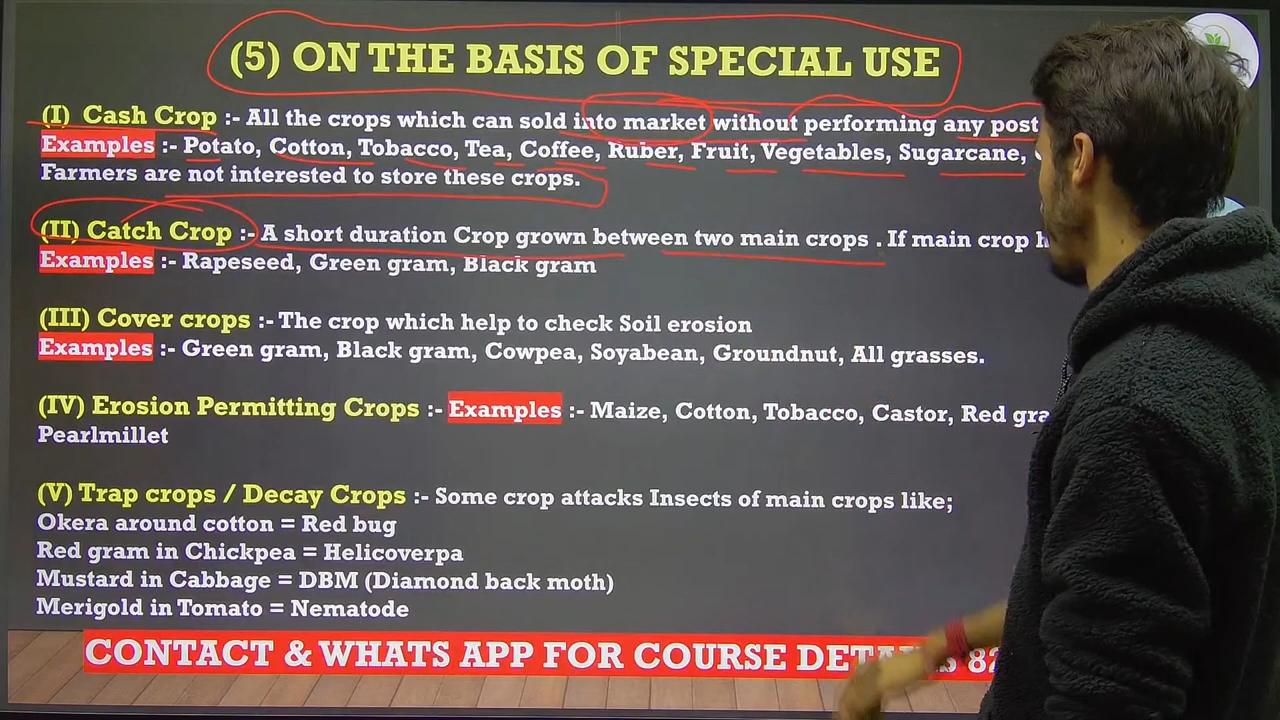 (5) ON THE BASIS OF SPECIAL USE
(I) Cash Crop :- All the crops which can sold into market without performing any post
Examples :- Potato, Cotton, Tobacco, Tea, Coffee, Ruber, Fruit, Vegetables, Sugarcane,
Farmers are not interested to store these crops.
(II) Catch Crop :- A short duration Crop grown between two main crops . If main crop
Examples :- Rapeseed, Green gram, Black gram
(III) Cover crops :- The crop which help to check Soil erosion
Examples :- Green gram, Black gram, Cowpea, Soyabean, Groundnut, All grasses.
(IV) Erosion Permitting Crops :- Examples :- Maize, Cotton, Tobacco, Castor, Red
Pearlmillet
(V) Trap crops / Decay Crops :- Some crop attacks Insects of main crops like;
Okera around cotton = Red bug
Red gram in Chickpea = Helicoverpa
Mustard in Cabbage = DBM (Diamond back moth)
Merigold in Tomato = Nematode
CONTACT & WHATS APP FOR COURSE